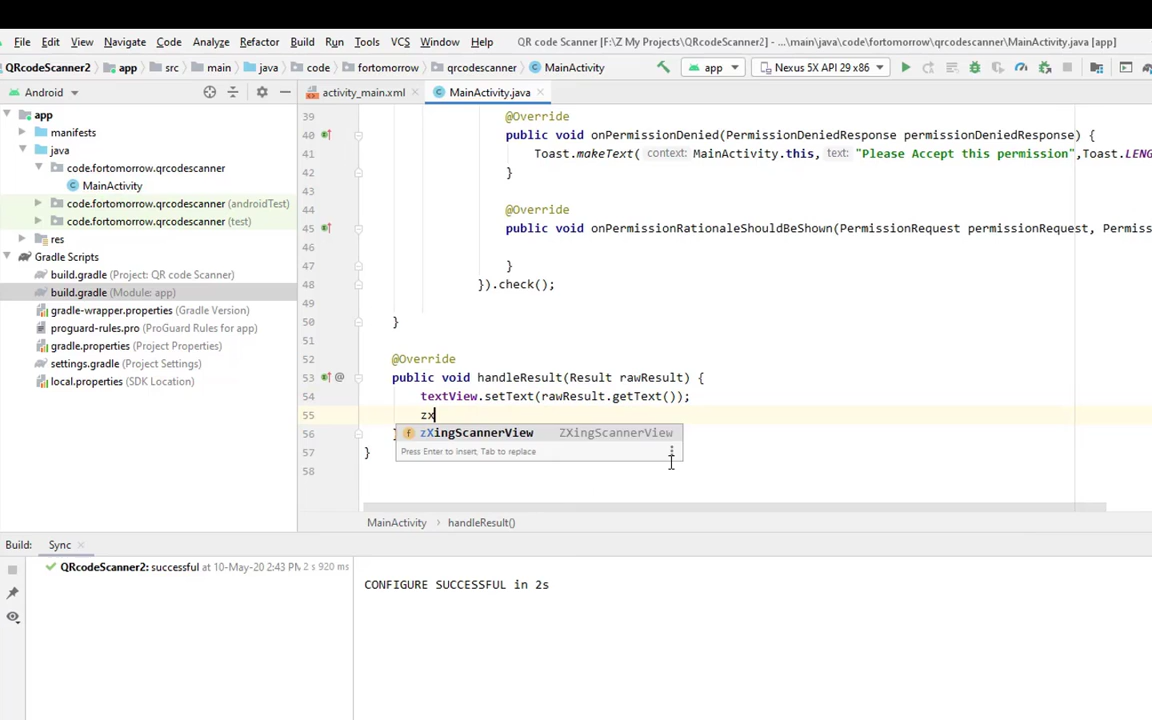 File Edit View Navigate Code Analyze Refactor Build Run Tools VCS Window Help QR code Scanner [F:\Z My Projects\QRcodeScanner2] - ...\main\java\code\fortomorrow\qrcodescanner\MainActivity.java [app]
QRcodeScanner2 app src main java code fortomorrow qrcodescanner MainActivity app Nexus 5X API 29 x86
Android activity_main.xml MainActivity.java
app
manifests
java
code.fortomorrow.qrcodescanner
MainActivity
code.fortomorrow.qrcodescanner (androidTest)
code.fortomorrow.qrcodescanner (test)
res
Gradle Scripts
build.gradle (Project: QR code Scanner)
build.gradle (Module: app)
gradle-wrapper.properties (Gradle Version)
proguard-rules.pro (ProGuard Rules for app)
gradle.properties (Project Properties)
settings.gradle (Project Settings)
local.properties (SDK Location)
39 @Override
40 public void onPermissionDenied(PermissionDeniedResponse permissionDeniedResponse) {
41 Toast.makeText( context: MainActivity.this, text: "Please Accept this permission",Toast.LENG
42 }
43
44 @Override
45 public void onPermissionRationaleShouldBeShown(PermissionRequest permissionRequest, Permiss
46
47 }
48 }).check();
49
50 }
51
52 @Override
53 @ public void handleResult(Result rawResult) {
54 textView.setText(rawResult.getText());
55 zx
56 }
zXingScannerView ZXingScannerView
Press Enter to insert, Tab to replace
57 }
58
MainActivity handleResult()
Build: Sync
QRcodeScanner2: successful at 10-May-20 2:43 PM 2 s 920 ms
CONFIGURE SUCCESSFUL in 2s